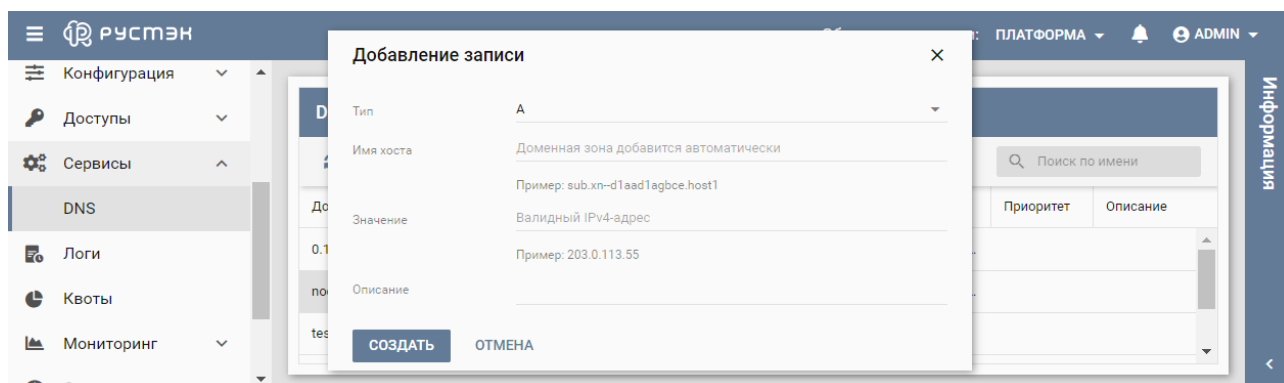 РУСТЭК
ПЛАТФОРМА
ADMIN
Конфигурация
Доступы
Сервисы
DNS
Логи
Квоты
Мониторинг
Добавление записи
Тип
A
Имя хоста
Доменная зона добавится автоматически
Пример: sub.xn--d1aad1agbce.host1
Значение
Валидный IPv4-адрес
Пример: 203.0.113.55
Описание
СОЗДАТЬ ОТМЕНА
Поиск по имени
Приоритет Описание
Информация